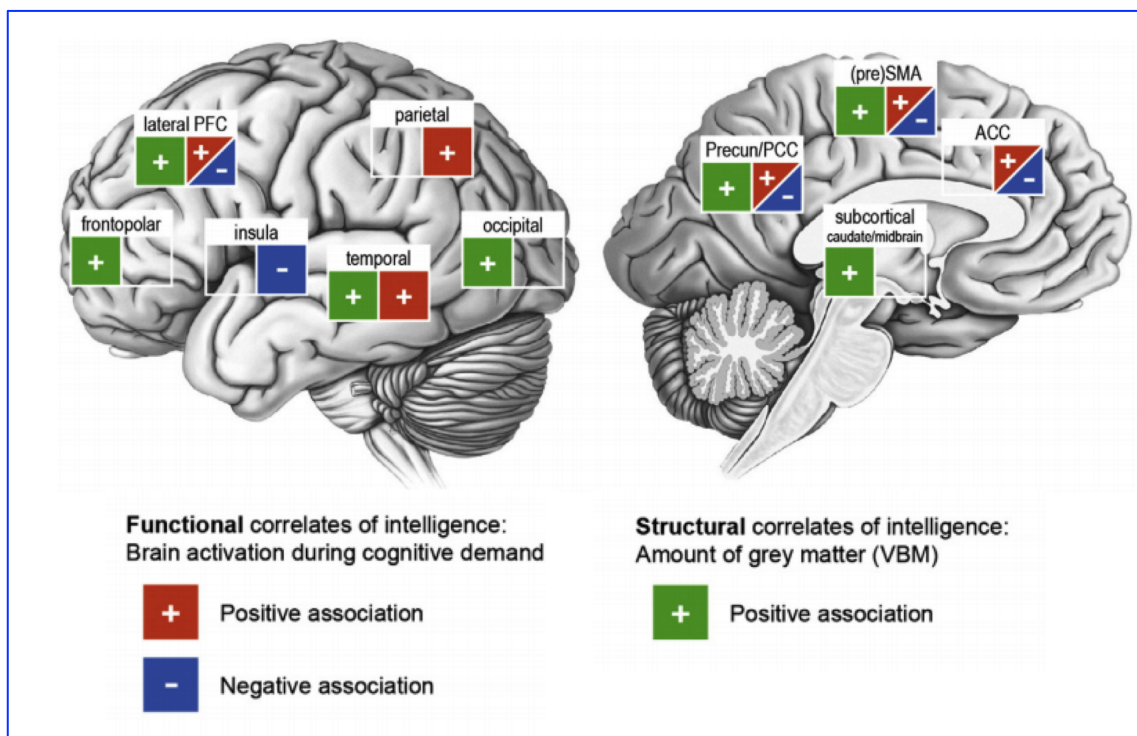 lateral PFC
+
+
-
parietal
+
frontopolar
+
insula
-
temporal
+
+
occipital
+
(pre)SMA
+
+
-
Precun/PCC
+
+
-
ACC
+
-
subcortical
caudate/midbrain
+
Functional correlates of intelligence:
Brain activation during cognitive demand
+ Positive association
- Negative association
Structural correlates of intelligence:
Amount of grey matter (VBM)
+ Positive association